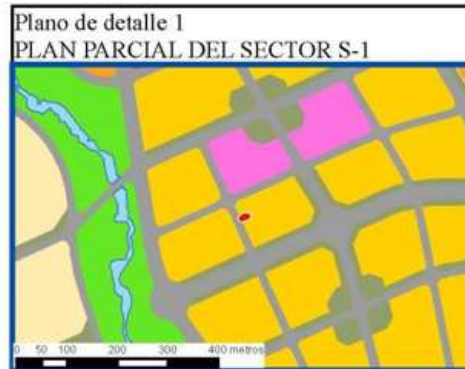 Plano de detalle 1
PLAN PARCIAL DEL SECTOR S-1
0 50 100 200 300 400 metros